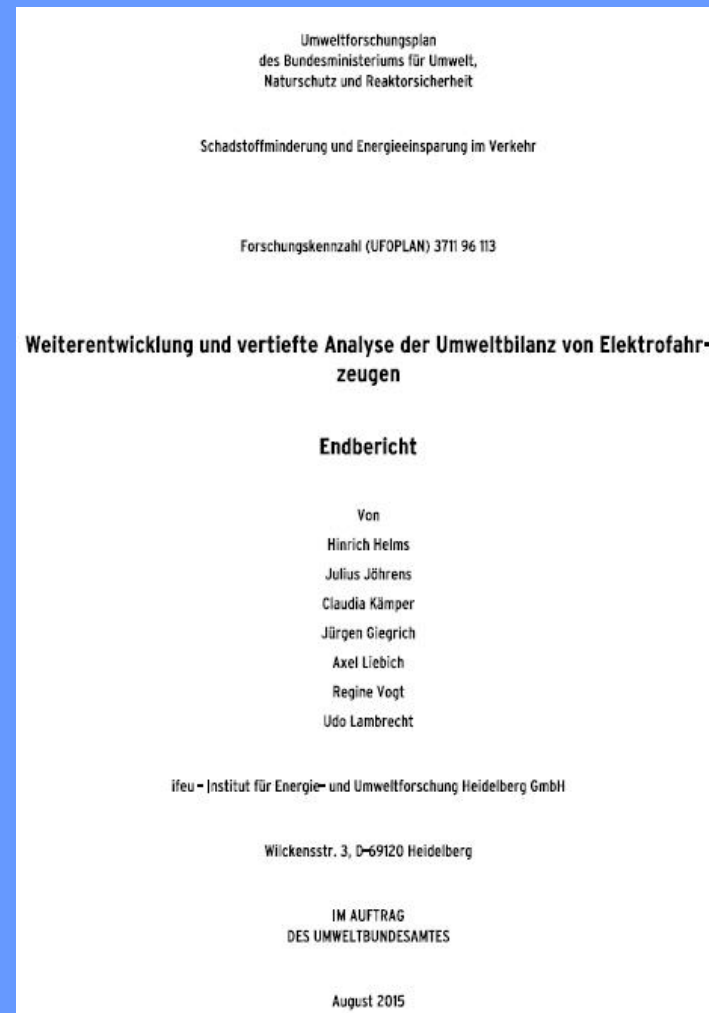 Umweltforschungsplan
des Bundesministeriums für Umwelt,
Naturschutz und Reaktorsicherheit
Schadstoffminderung und Energieeinsparung im Verkehr
Forschungskennzahl (UFOPLAN) 3711 96 113
Weiterentwicklung und vertiefte Analyse der Umweltbilanz von Elektrofahr-
zeugen
Endbericht
Von
Hinrich Helms
Julius Jöhrens
Claudia Kämper
Jürgen Giegrich
Axel Liebich
Regine Vogt
Udo Lambrecht
ifeu – Institut für Energie- und Umweltforschung Heidelberg GmbH
Wilckensstr. 3, D-69120 Heidelberg
IM AUFTRAG
DES UMWELTBUNDESAMTES
August 2015